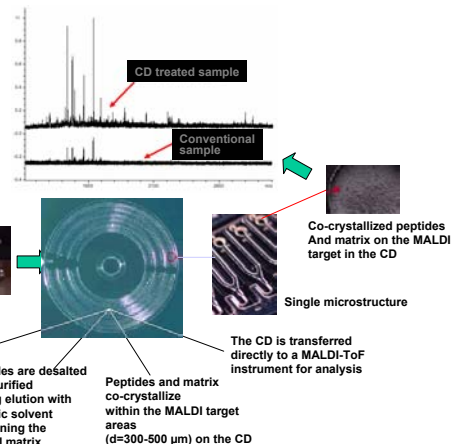 CD treated sample
Conventional
sample
Co-crystallized peptides
And matrix on the MALDI
target in the CD
Single microstructure
The CD is transferred
directly to a MALDI-ToF
instrument for analysis
des are desalted
urified
g elution with
ic solvent
ning the
I matrix
Peptides and matrix
co-crystallize
within the MALDI target
areas
(d=300-500 µm) on the CD